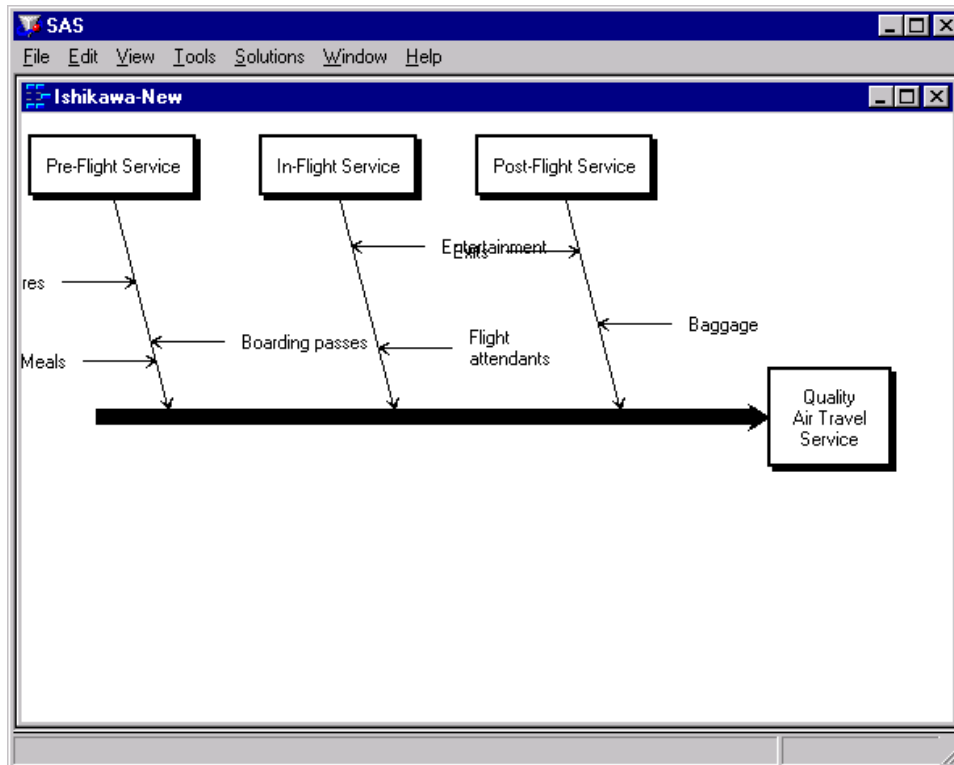 SAS
File Edit View Tools Solutions Window Help
Ishikawa-New
Pre-Flight Service
In-Flight Service
Post-Flight Service
Entertainment
Exits
res
Boarding passes
Meals
Flight
attendants
Baggage
Quality
Air Travel
Service